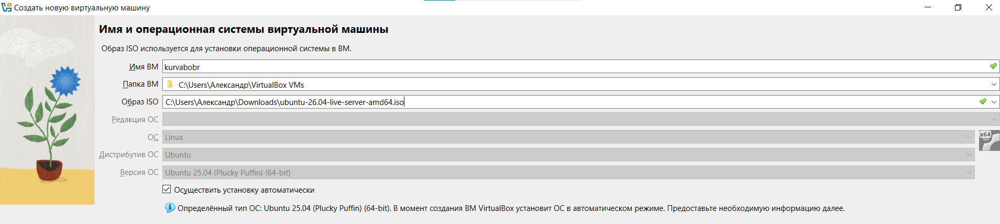 Создать новую виртуальную машину
Имя и операционная системы виртуальной машины
Образ ISO используется для установки операционной системы в ВМ.
Имя ВМ kurvabobr
Папка ВМ C:\Users\Александр\VirtualBox VMs
Образ ISO C:\Users\Александр\Downloads\ubuntu-26.04-live-server-amd64.iso
Редакция ОС
ОС Linux x64
Дистрибутив ОС Ubuntu
Версия ОС Ubuntu 25.04 (Plucky Puffin) (64-bit)
Осуществить установку автоматически
Определённый тип ОС: Ubuntu 25.04 (Plucky Puffin) (64-bit). В момент создания ВМ VirtualBox установит ОС в автоматическом режиме. Предоставьте необходимую информацию далее.